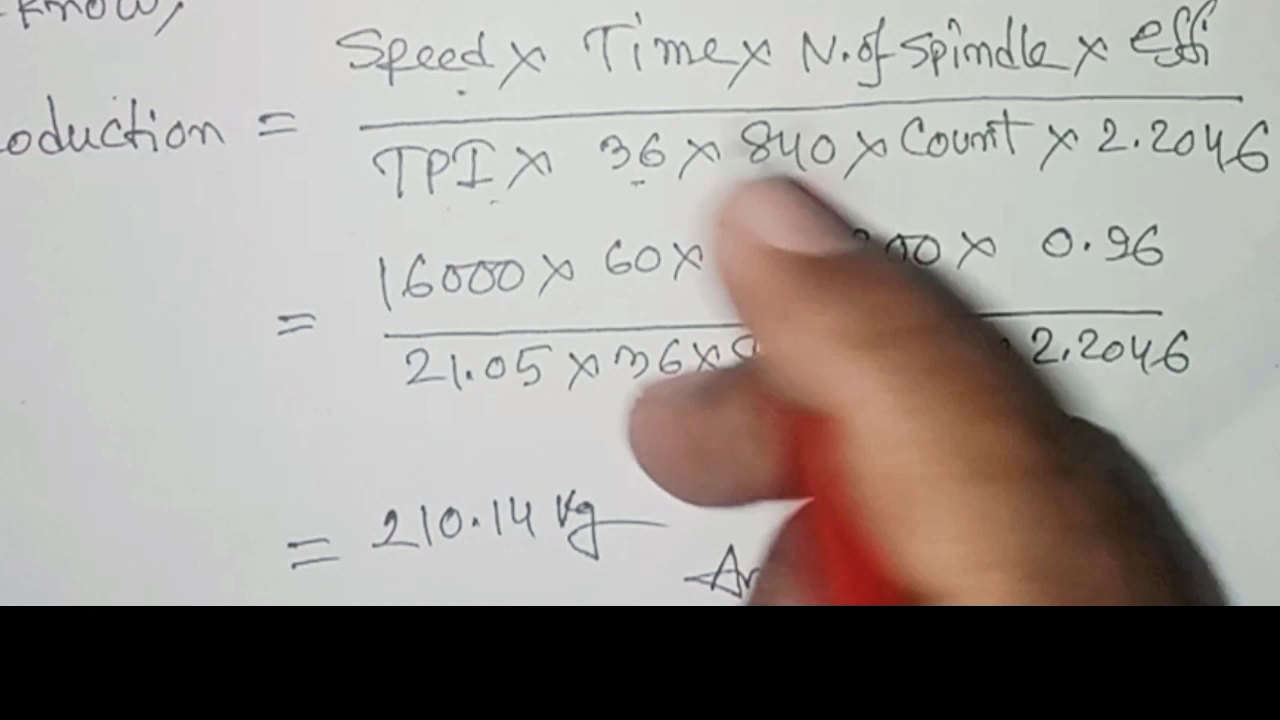 know,
Speed x Time x N. of spindle x effi
oduction =
TPI x 36 x 840 x Count x 2.2046
16000 x 60 x 00 x 0.96
=
21.05 x 36 x 2.2046
= 210.14 kg